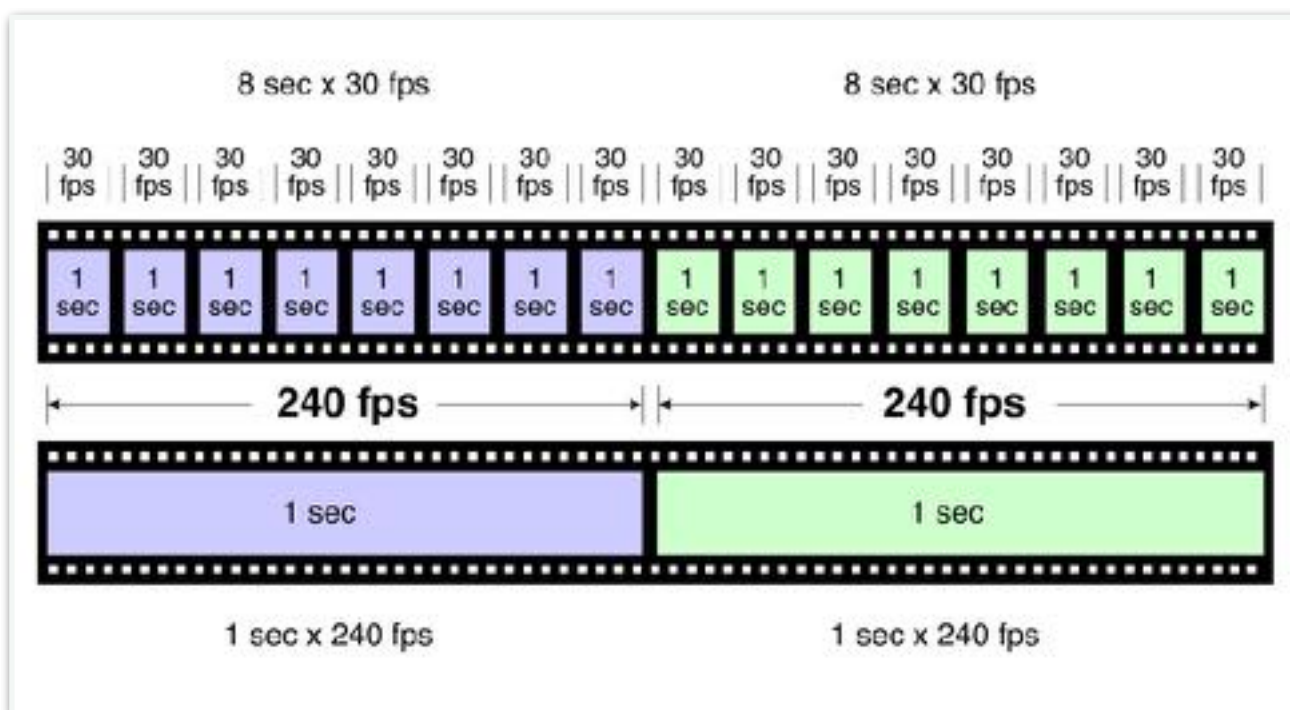 8 sec x 30 fps 8 sec x 30 fps
30 30 30 30 30 30 30 30 30 30 30 30 30 30 30 30
fps fps fps fps fps fps fps fps fps fps fps fps fps fps fps fps
1 1 1 1 1 1 1 1 1 1 1 1 1 1 1 1
sec sec sec sec sec sec sec sec sec sec sec sec sec sec sec sec
240 fps 240 fps
1 sec 1 sec
1 sec x 240 fps 1 sec x 240 fps